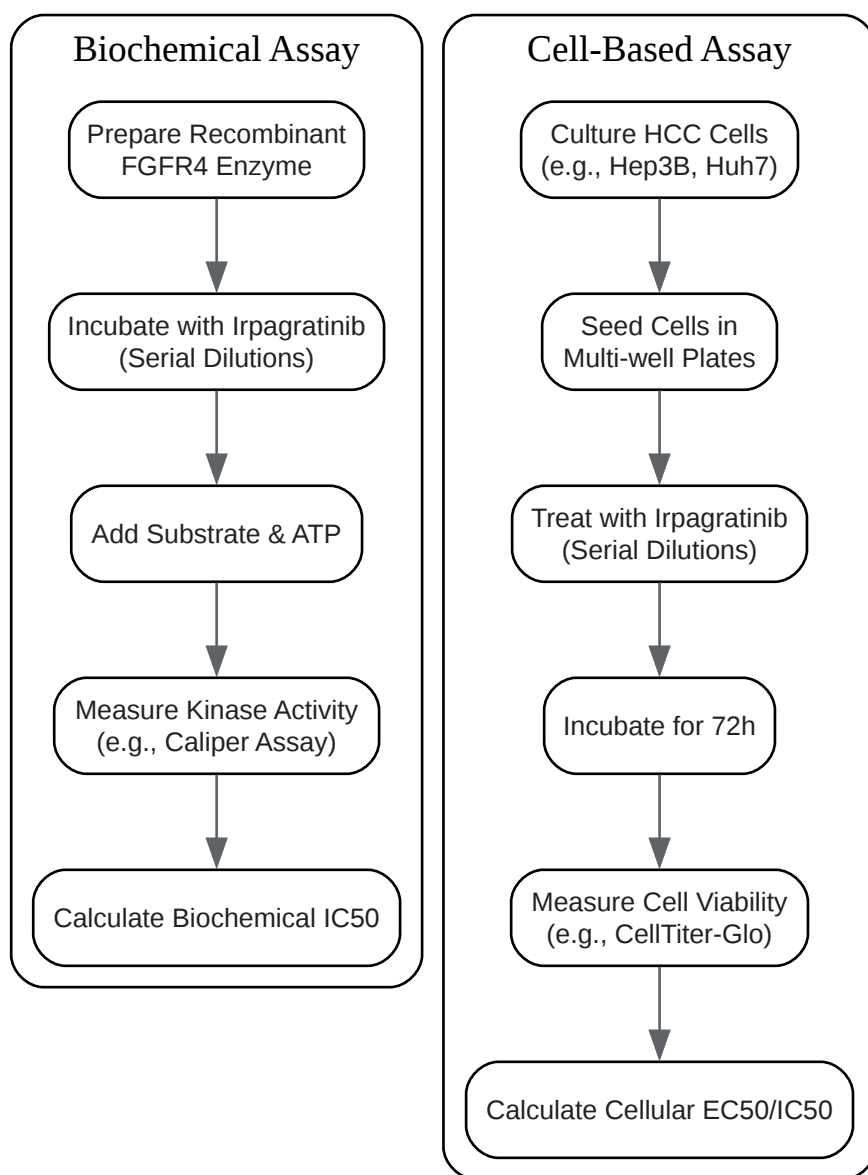 Biochemical Assay
Prepare Recombinant
FGFR4 Enzyme
Incubate with Irpagratinib
(Serial Dilutions)
Add Substrate & ATP
Measure Kinase Activity
(e.g., Caliper Assay)
Calculate Biochemical IC50
Cell-Based Assay
Culture HCC Cells
(e.g., Hep3B, Huh7)
Seed Cells in
Multi-well Plates
Treat with Irpagratinib
(Serial Dilutions)
Incubate for 72h
Measure Cell Viability
(e.g., CellTiter-Glo)
Calculate Cellular EC50/IC50